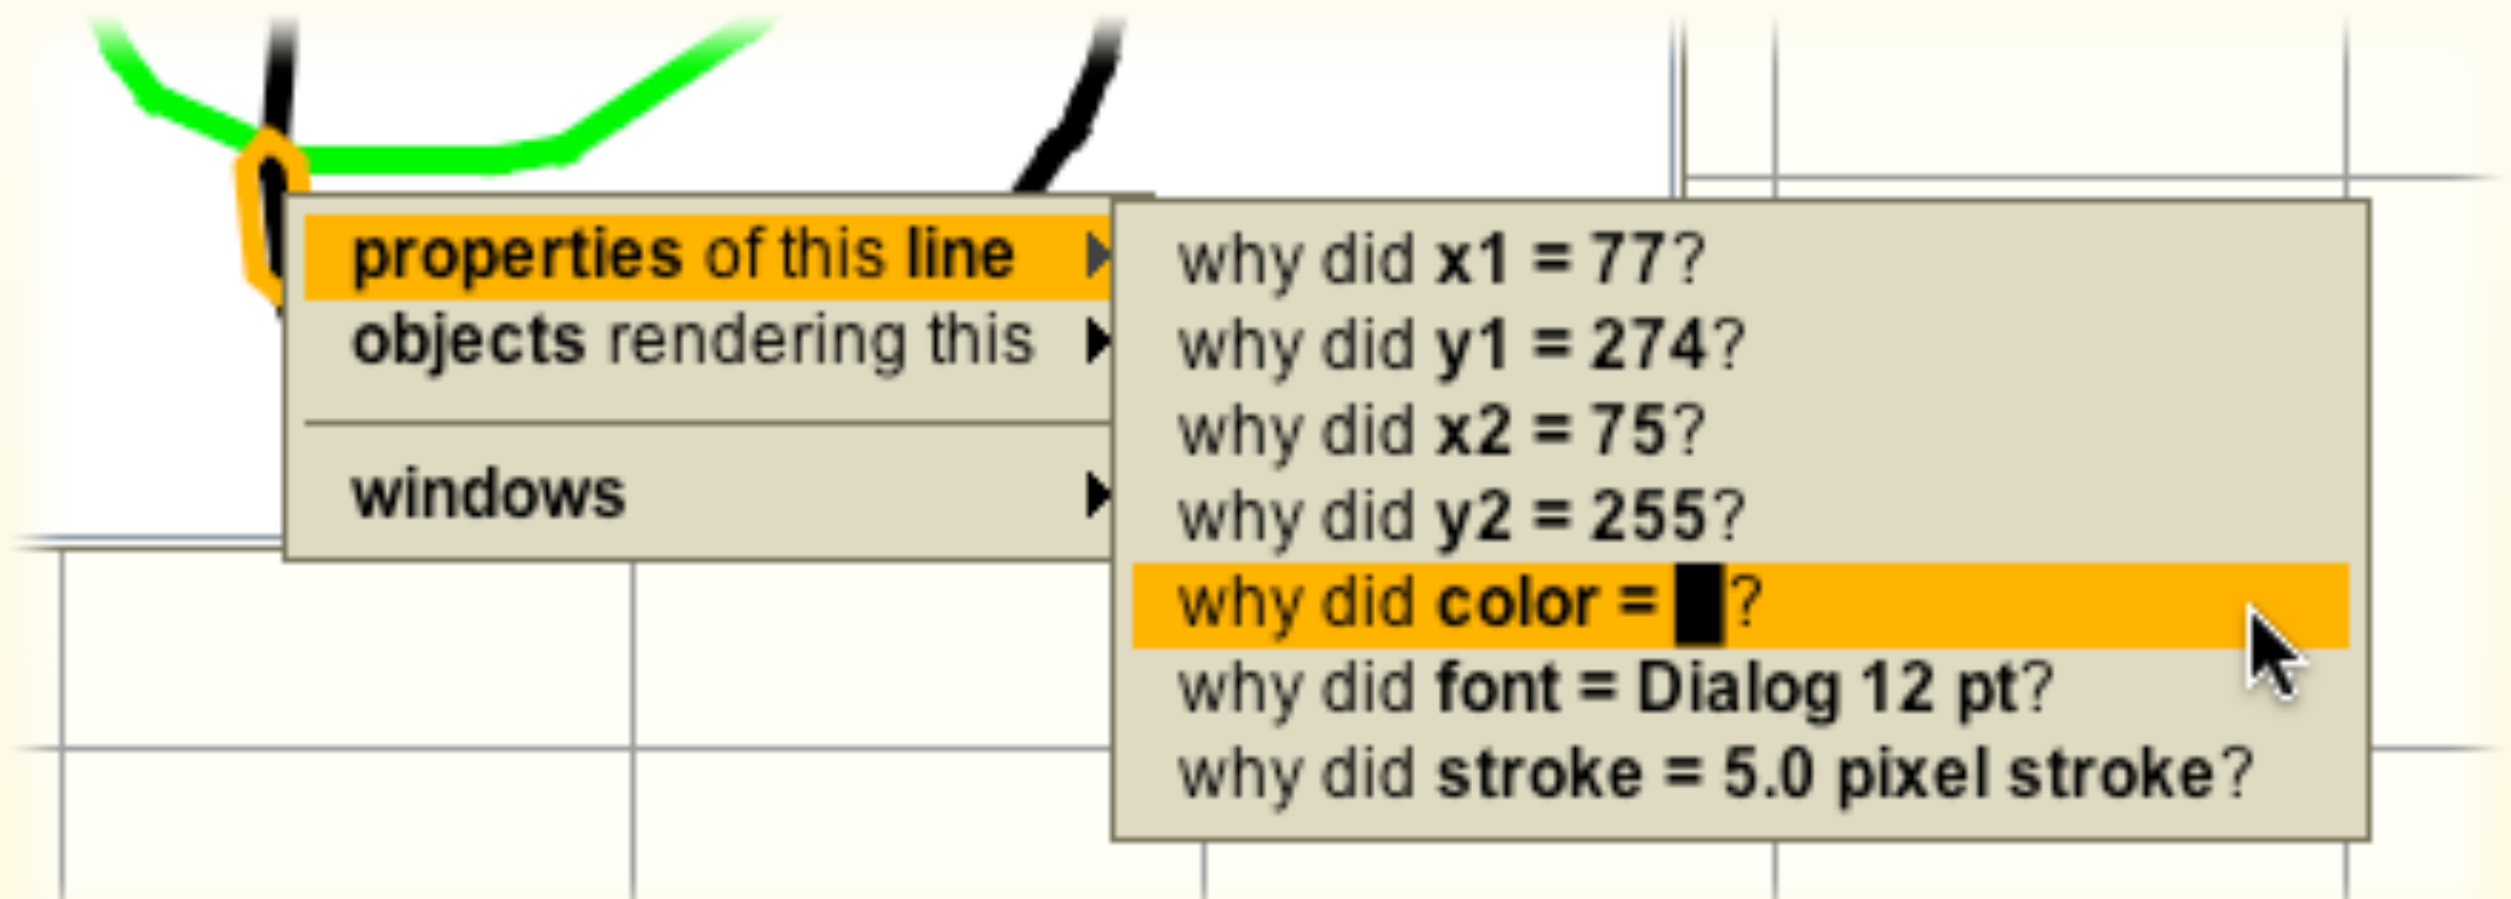 properties of this line
objects rendering this
windows
why did x1 = 77?
why did y1 = 274?
why did x2 = 75?
why did y2 = 255?
why did color = ?
why did font = Dialog 12 pt?
why did stroke = 5.0 pixel stroke?